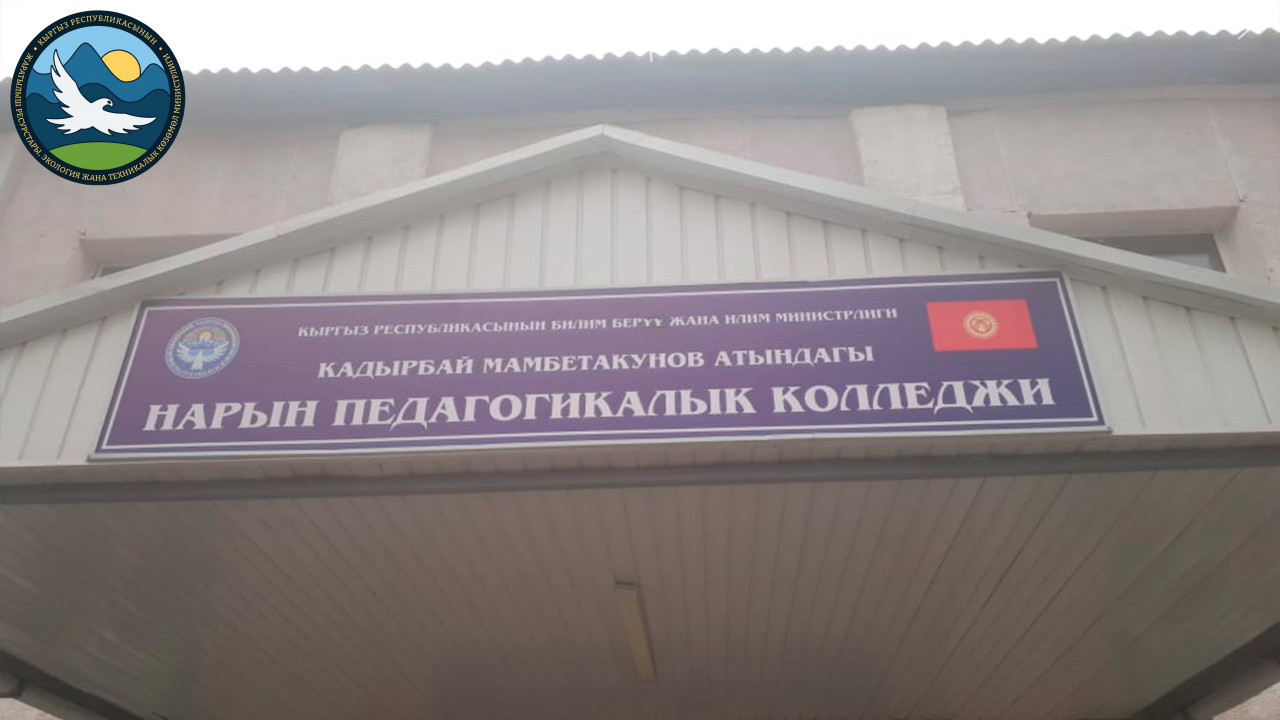 КЫРГЫЗ РЕСПУБЛИКАСЫНЫН
ЖАРАТЫЛЫШ РЕСУРСТАРЫ, ЭКОЛОГИЯ ЖАНА ТЕХНИКАЛЫК КӨЗӨМӨЛ МИНИСТРЛИГИ
КЫРГЫЗ РЕСПУБЛИКАСЫНЫН БИЛИМ БЕРҮҮ ЖАНА ИЛИМ МИНИСТРЛИГИ
КАДЫРБАЙ МАМБЕТАКУНОВ АТЫНДАГЫ
НАРЫН ПЕДАГОГИКАЛЫК КОЛЛЕДЖИ